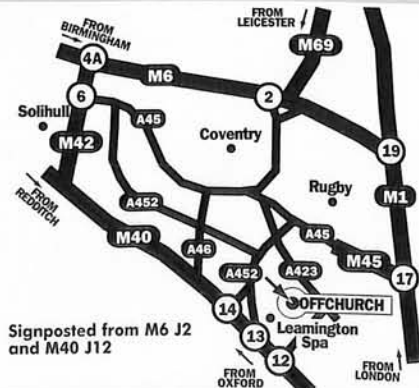 FROM
BIRMINGHAM
FROM
LEICESTER
M69
4A
M6
6
2
Solihull
A45
Coventry
M42
19
Rugby
M1
FROM
REDDITCH
A452
A45
M40
A46
M45
A452
A423
17
OFFCHURCH
14
Leamington
Spa
13
Signposted from M6 J2
and M40 J12
12
FROM
OXFORD
FROM
LONDON